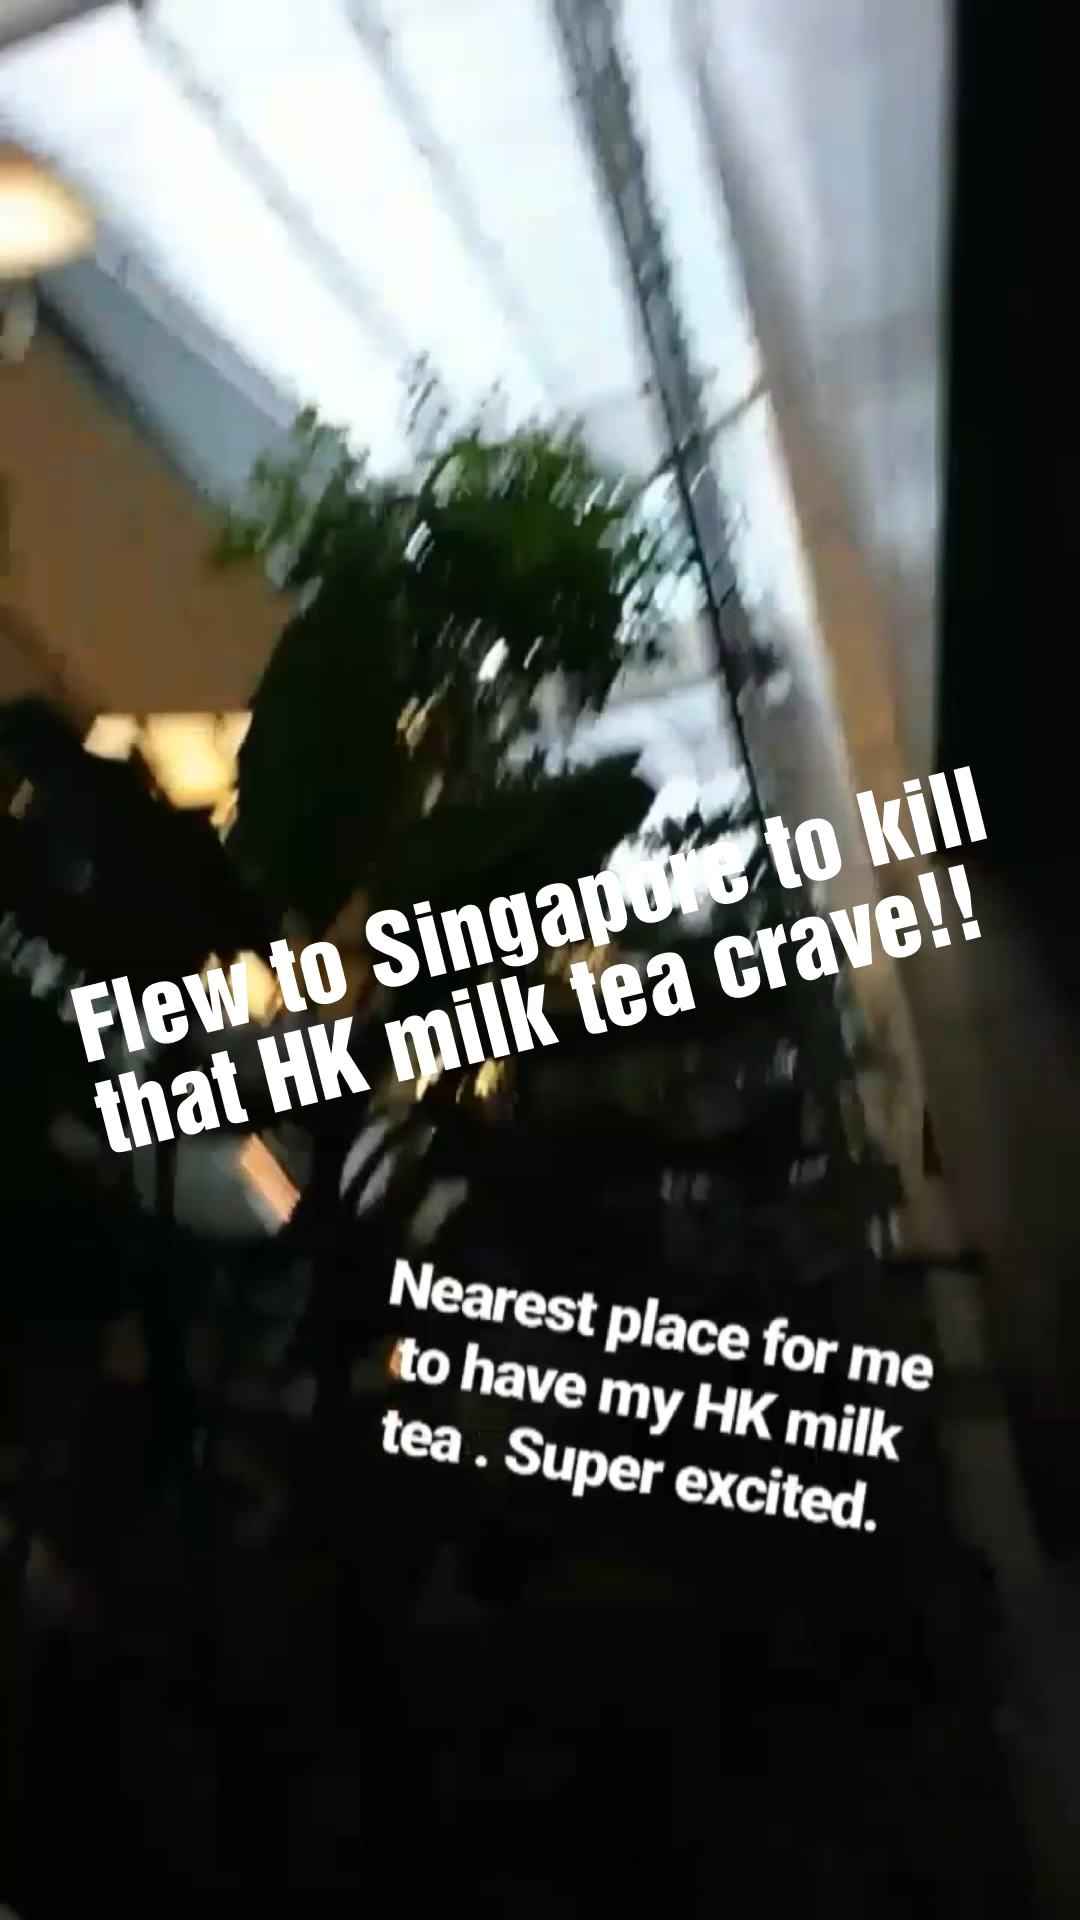 Flew to Singapore to kill
that HK milk tea crave!!
Nearest place for me
to have my HK milk
tea . Super excited.